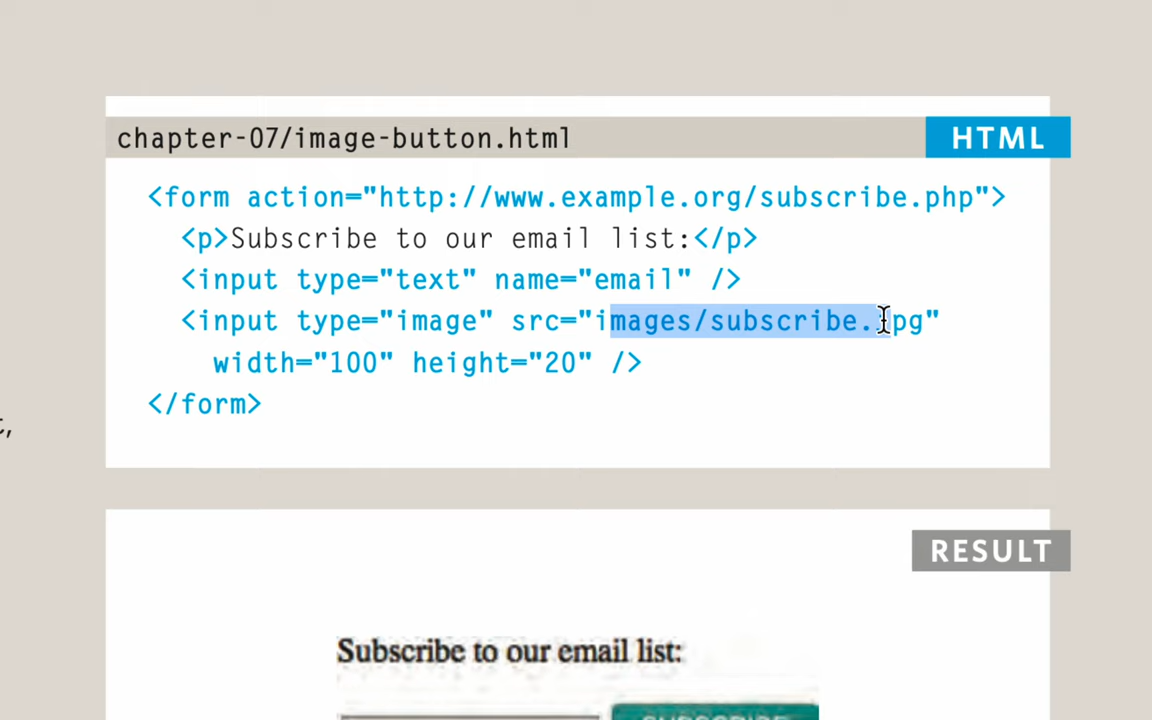 chapter-07/image-button.html
HTML
<form action="http://www.example.org/subscribe.php">
<p>Subscribe to our email list:</p>
<input type="text" name="email" />
<input type="image" src="images/subscribe.jpg"
width="100" height="20" />
</form>
RESULT
Subscribe to our email list:
SUBSCRIBE